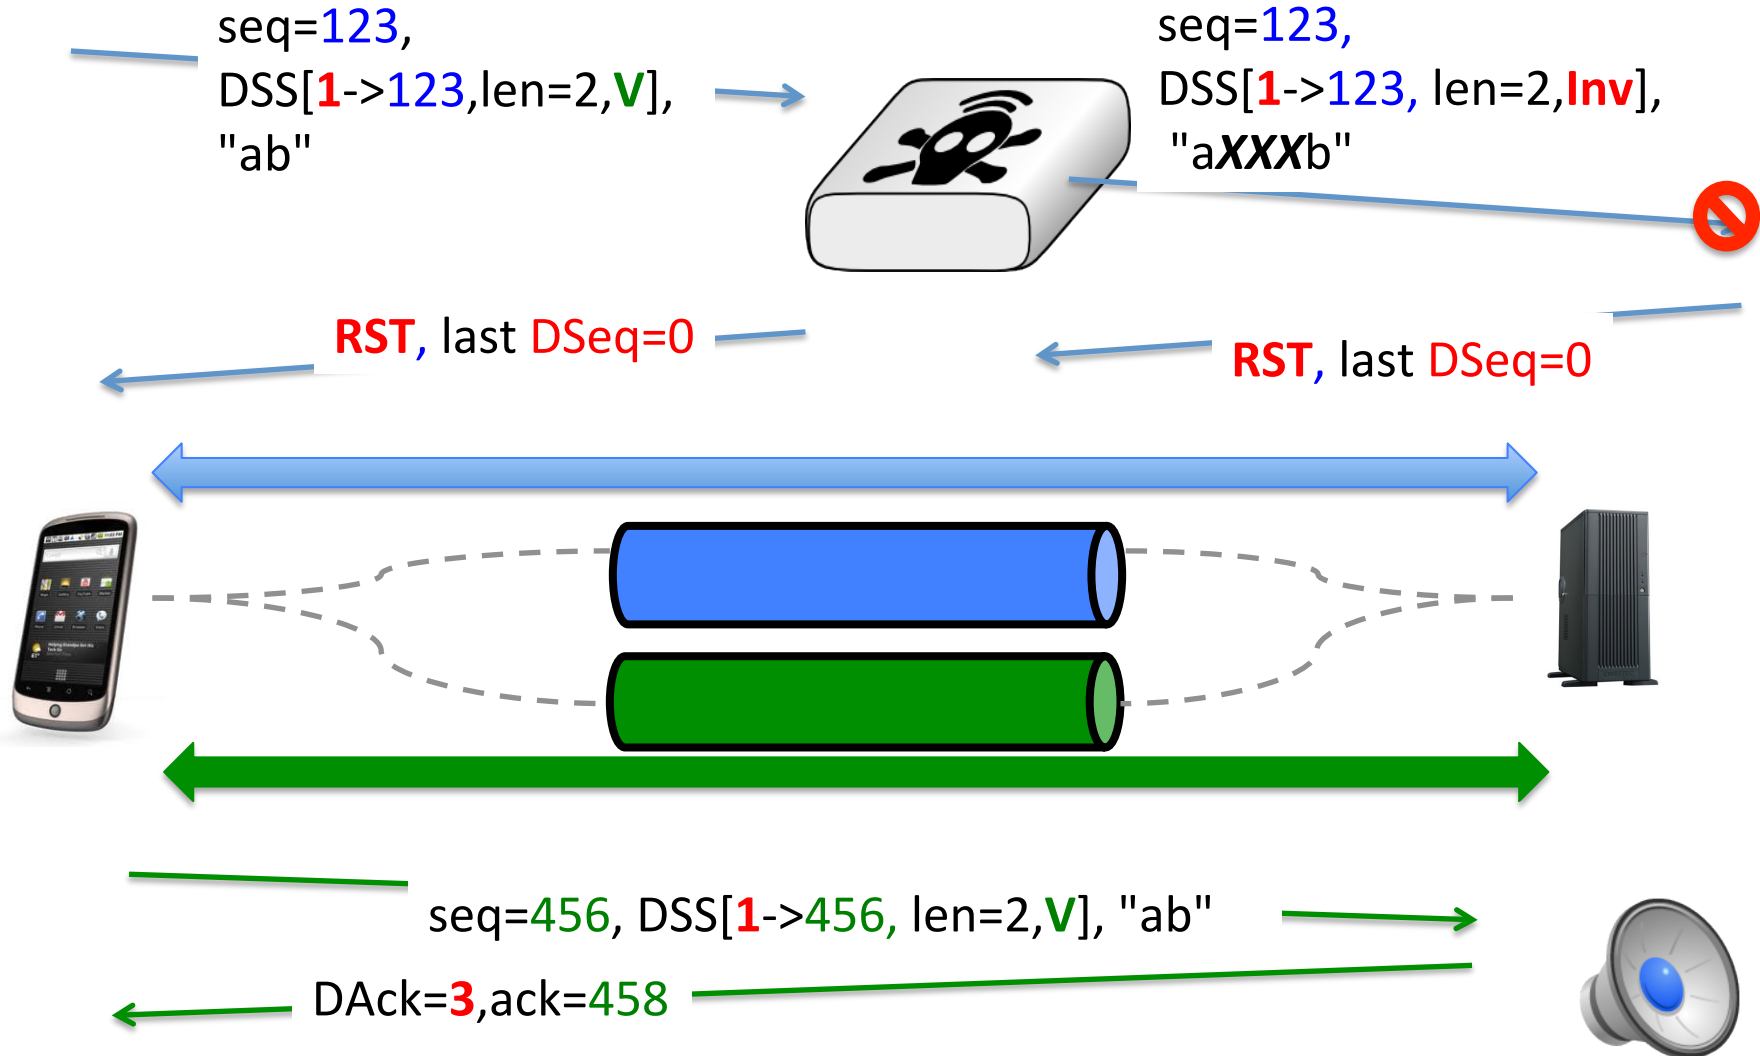 seq=123,
DSS[1->123,len=2,V],
"ab"
seq=123,
DSS[1->123, len=2,Inv],
"aXXXb"
RST, last DSeq=0
RST, last DSeq=0
seq=456, DSS[1->456, len=2,V], "ab"
DAck=3,ack=458